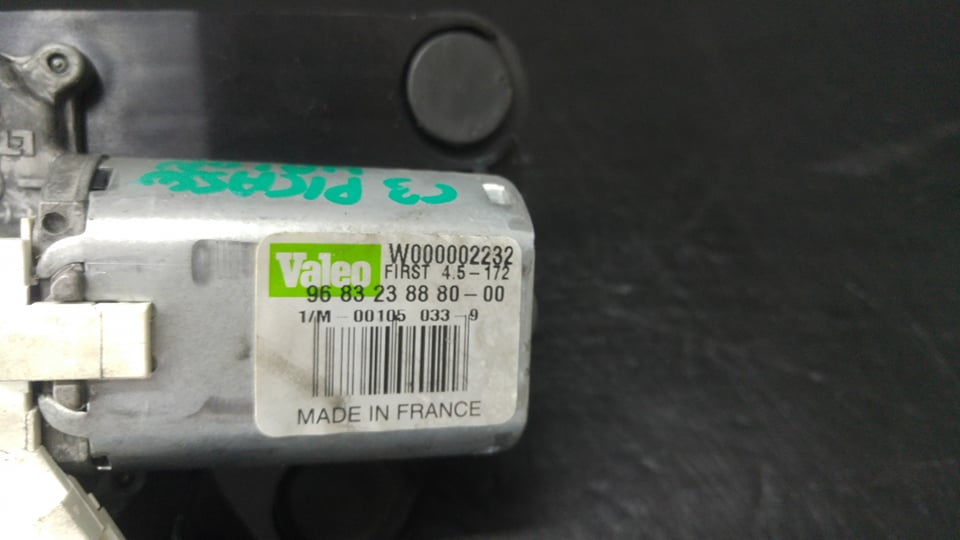 C3 PICASSO
Valeo
W000002232
FIRST 4.5-172
96 83 23 88 80-00
1/M - 00105 033-9
MADE IN FRANCE